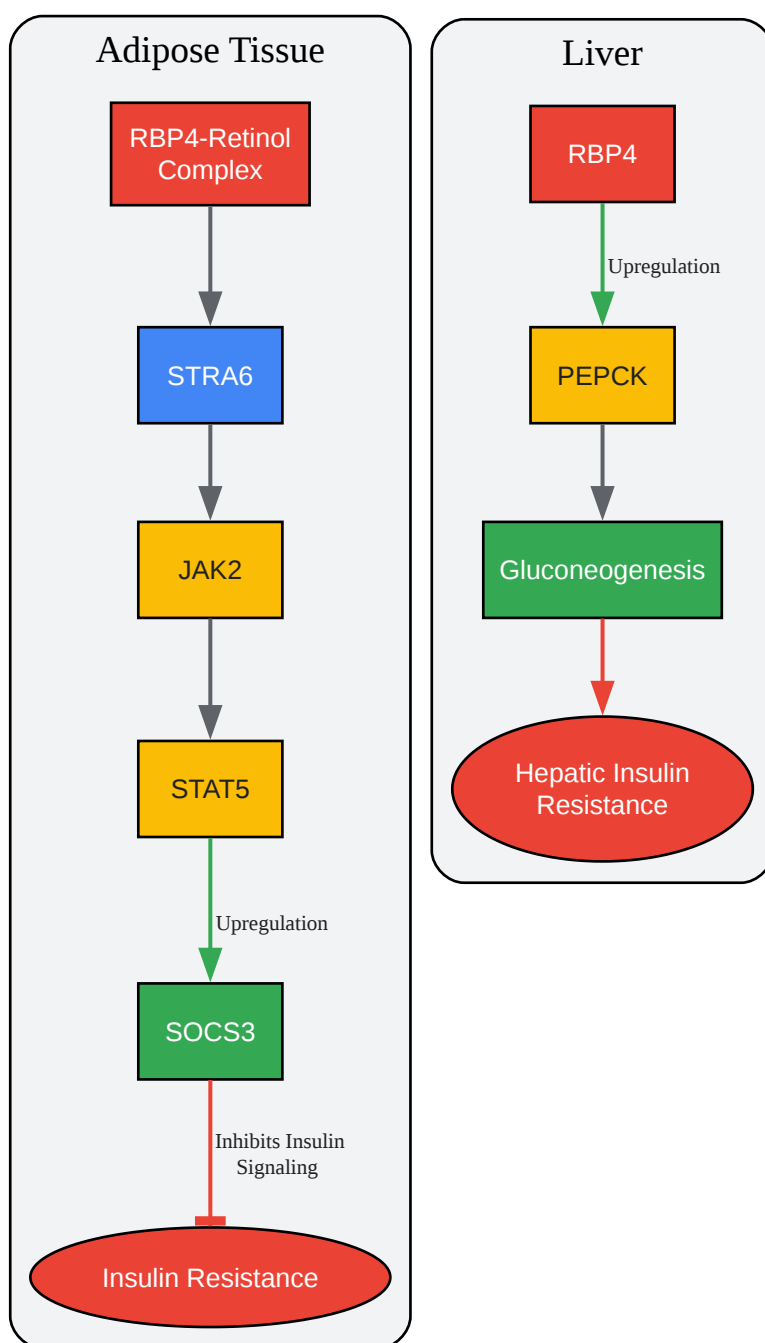 Adipose Tissue
RBP4-Retinol
Complex
STRA6
JAK2
STAT5
Upregulation
SOCS3
Inhibits Insulin
Signaling
Insulin Resistance
Liver
RBP4
Upregulation
PEPCK
Gluconeogenesis
Hepatic Insulin
Resistance